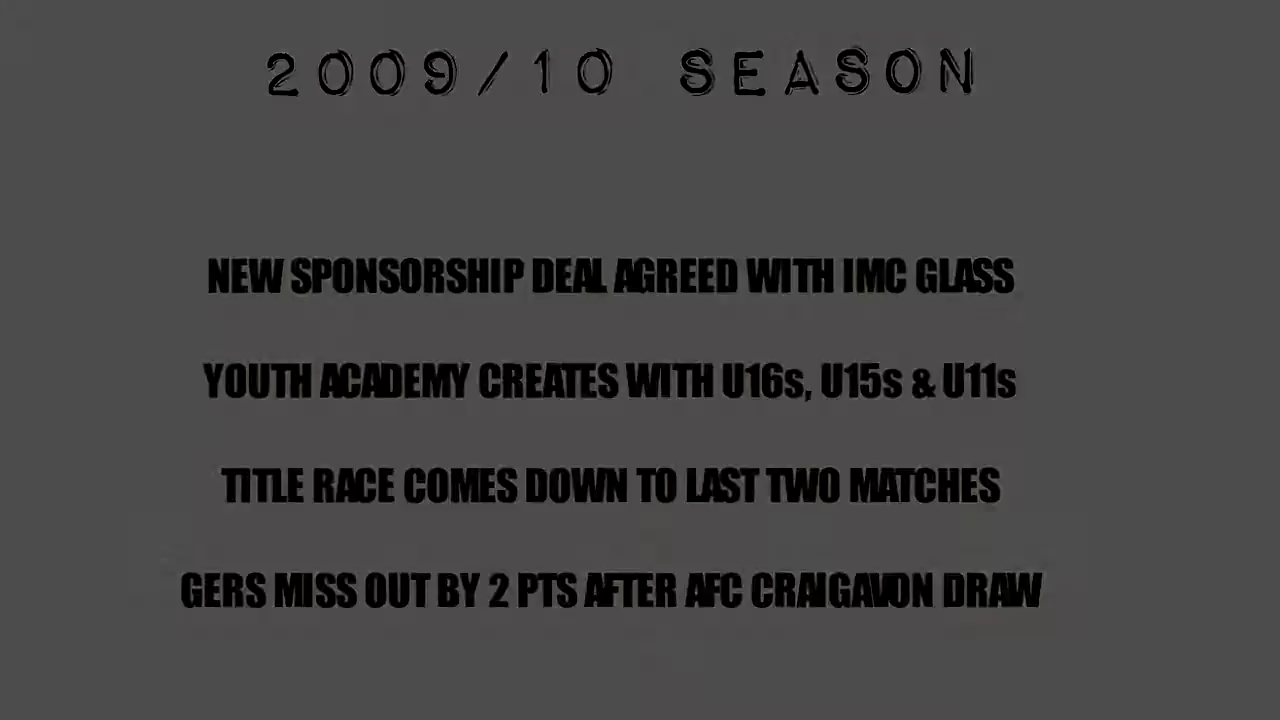 2009/10 SEASON
NEW SPONSORSHIP DEAL AGREED WITH IMC GLASS
YOUTH ACADEMY CREATES WITH U16s, U15s & U11s
TITLE RACE COMES DOWN TO LAST TWO MATCHES
GERS MISS OUT BY 2 PTS AFTER AFC CRAIGAVON DRAW